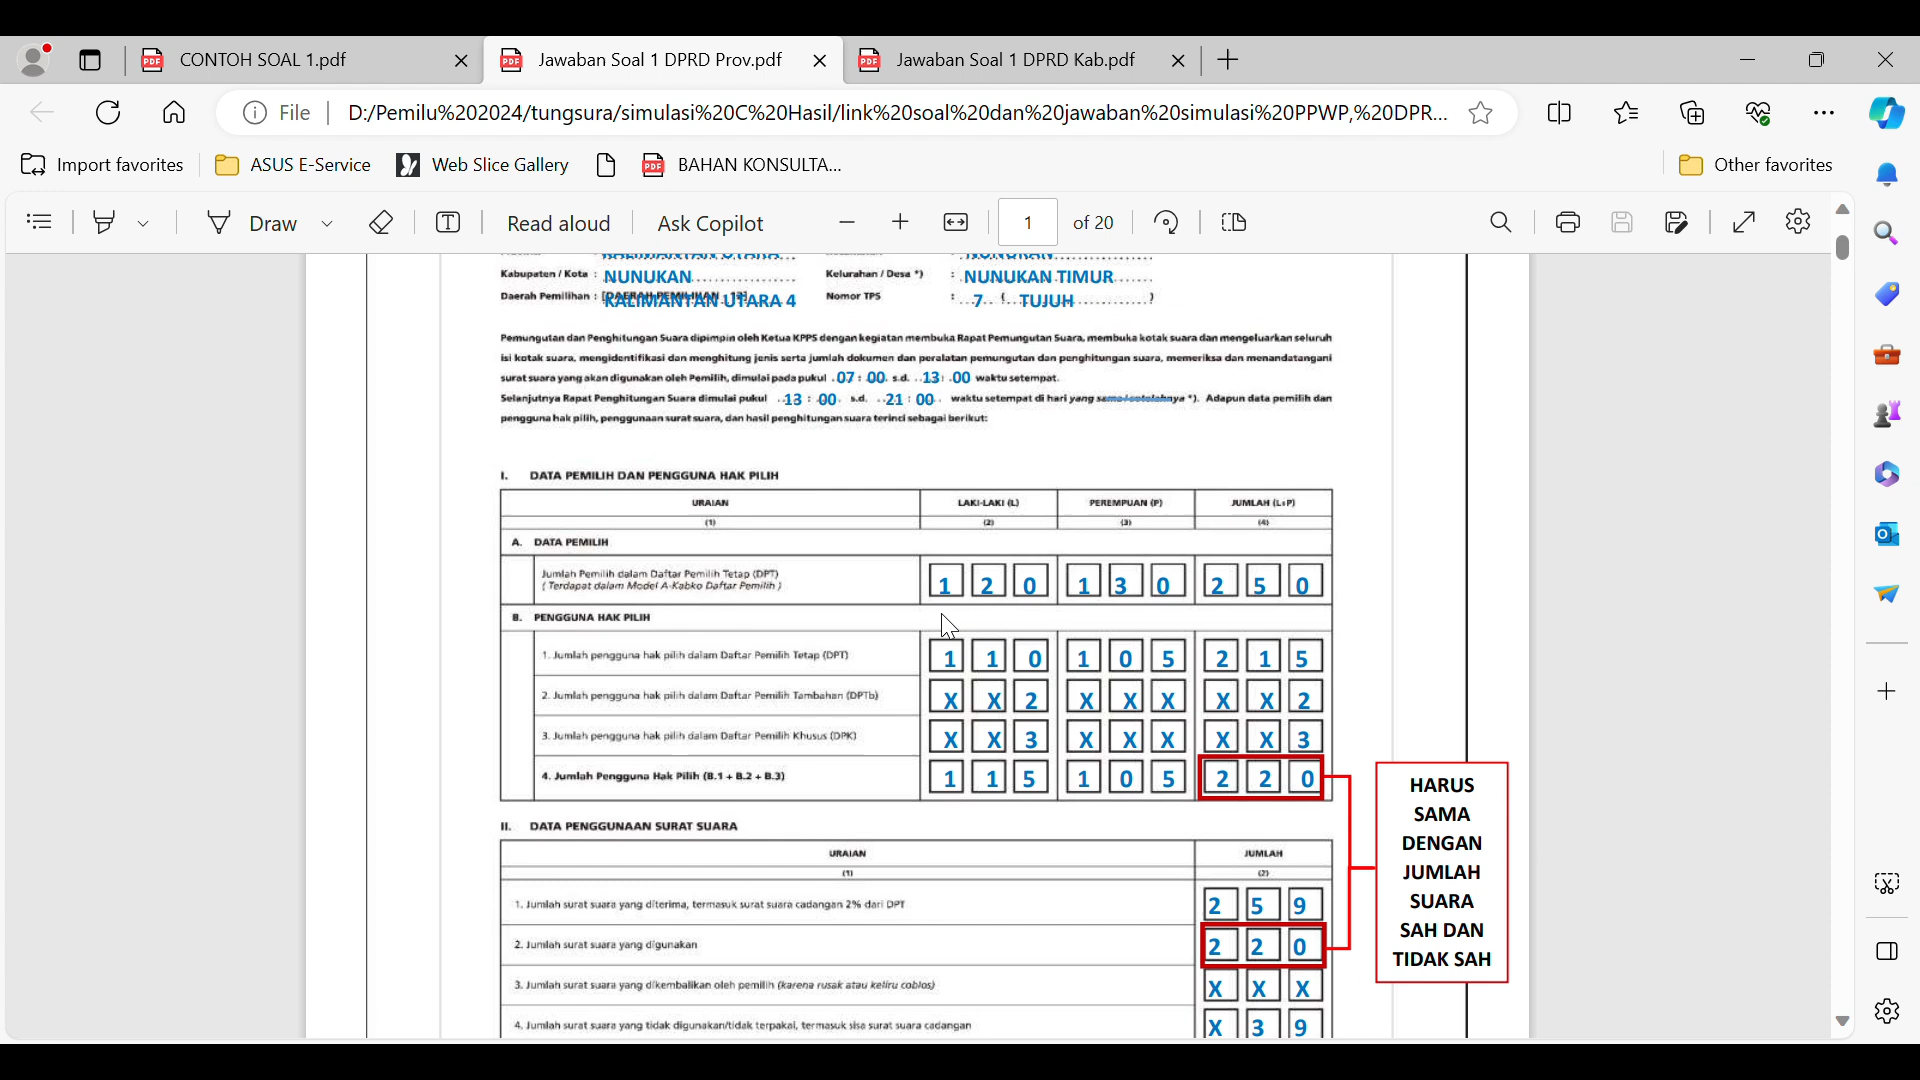 CONTOH SOAL 1.pdf
Jawaban Soal 1 DPRD Prov.pdf
Jawaban Soal 1 DPRD Kab.pdf
File
D:/Pemilu%202024/tungsura/simulasi%20C%20Hasil/link%20soal%20dan%20jawaban%20simulasi%20PPWP,%20DPR...
Import favorites
ASUS E-Service
Web Slice Gallery
BAHAN KONSULTA...
Other favorites
Draw
Read aloud
Ask Copilot
1 of 20
Kabupaten / Kota : NUNUKAN Kelurahan / Desa *) : NUNUKAN TIMUR
Daerah Pemilihan : KALIMANTAN UTARA 4 Nomor TPS : 7 ( TUJUH )
Pemungutan dan Penghitungan Suara dipimpin oleh Ketua KPPS dengan kegiatan membuka Rapat Pemungutan Suara, membuka kotak suara dan mengeluarkan seluruh
isi kotak suara, mengidentifikasi dan menghitung jenis serta jumlah dokumen dan peralatan pemungutan dan penghitungan suara, memeriksa dan menandatangani
surat suara yang akan digunakan oleh Pemilih, dimulai pada pukul 07 : 00 s.d. 13 : 00 waktu setempat.
Selanjutnya Rapat Penghitungan Suara dimulai pukul 13 : 00 s.d. 21 : 00 waktu setempat di hari yang sama/setelahnya *). Adapun data pemilih dan
pengguna hak pilih, penggunaan surat suara, dan hasil penghitungan suara terinci sebagai berikut:
I. DATA PEMILIH DAN PENGGUNA HAK PILIH
URAIAN LAKI-LAKI (L) PEREMPUAN (P) JUMLAH (L+P)
(1) (2) (3) (4)
A. DATA PEMILIH
Jumlah Pemilih dalam Daftar Pemilih Tetap (DPT)
( Terdapat dalam Model A-Kabko Daftar Pemilih )
1 2 0 1 3 0 2 5 0
B. PENGGUNA HAK PILIH
1. Jumlah pengguna hak pilih dalam Daftar Pemilih Tetap (DPT) 1 1 0 1 0 5 2 1 5
2. Jumlah pengguna hak pilih dalam Daftar Pemilih Tambahan (DPTb) X X 2 X X X X X 2
3. Jumlah pengguna hak pilih dalam Daftar Pemilih Khusus (DPK) X X 3 X X X X X 3
4. Jumlah Pengguna Hak Pilih (B.1 + B.2 + B.3) 1 1 5 1 0 5 2 2 0
II. DATA PENGGUNAAN SURAT SUARA
URAIAN JUMLAH
(1) (2)
1. Jumlah surat suara yang diterima, termasuk surat suara cadangan 2% dari DPT 2 5 9
2. Jumlah surat suara yang digunakan 2 2 0
3. Jumlah surat suara yang dikembalikan oleh pemilih (karena rusak atau keliru coblos) X X X
4. Jumlah surat suara yang tidak digunakan/tidak terpakai, termasuk sisa surat suara cadangan X 3 9
HARUS
SAMA
DENGAN
JUMLAH
SUARA
SAH DAN
TIDAK SAH